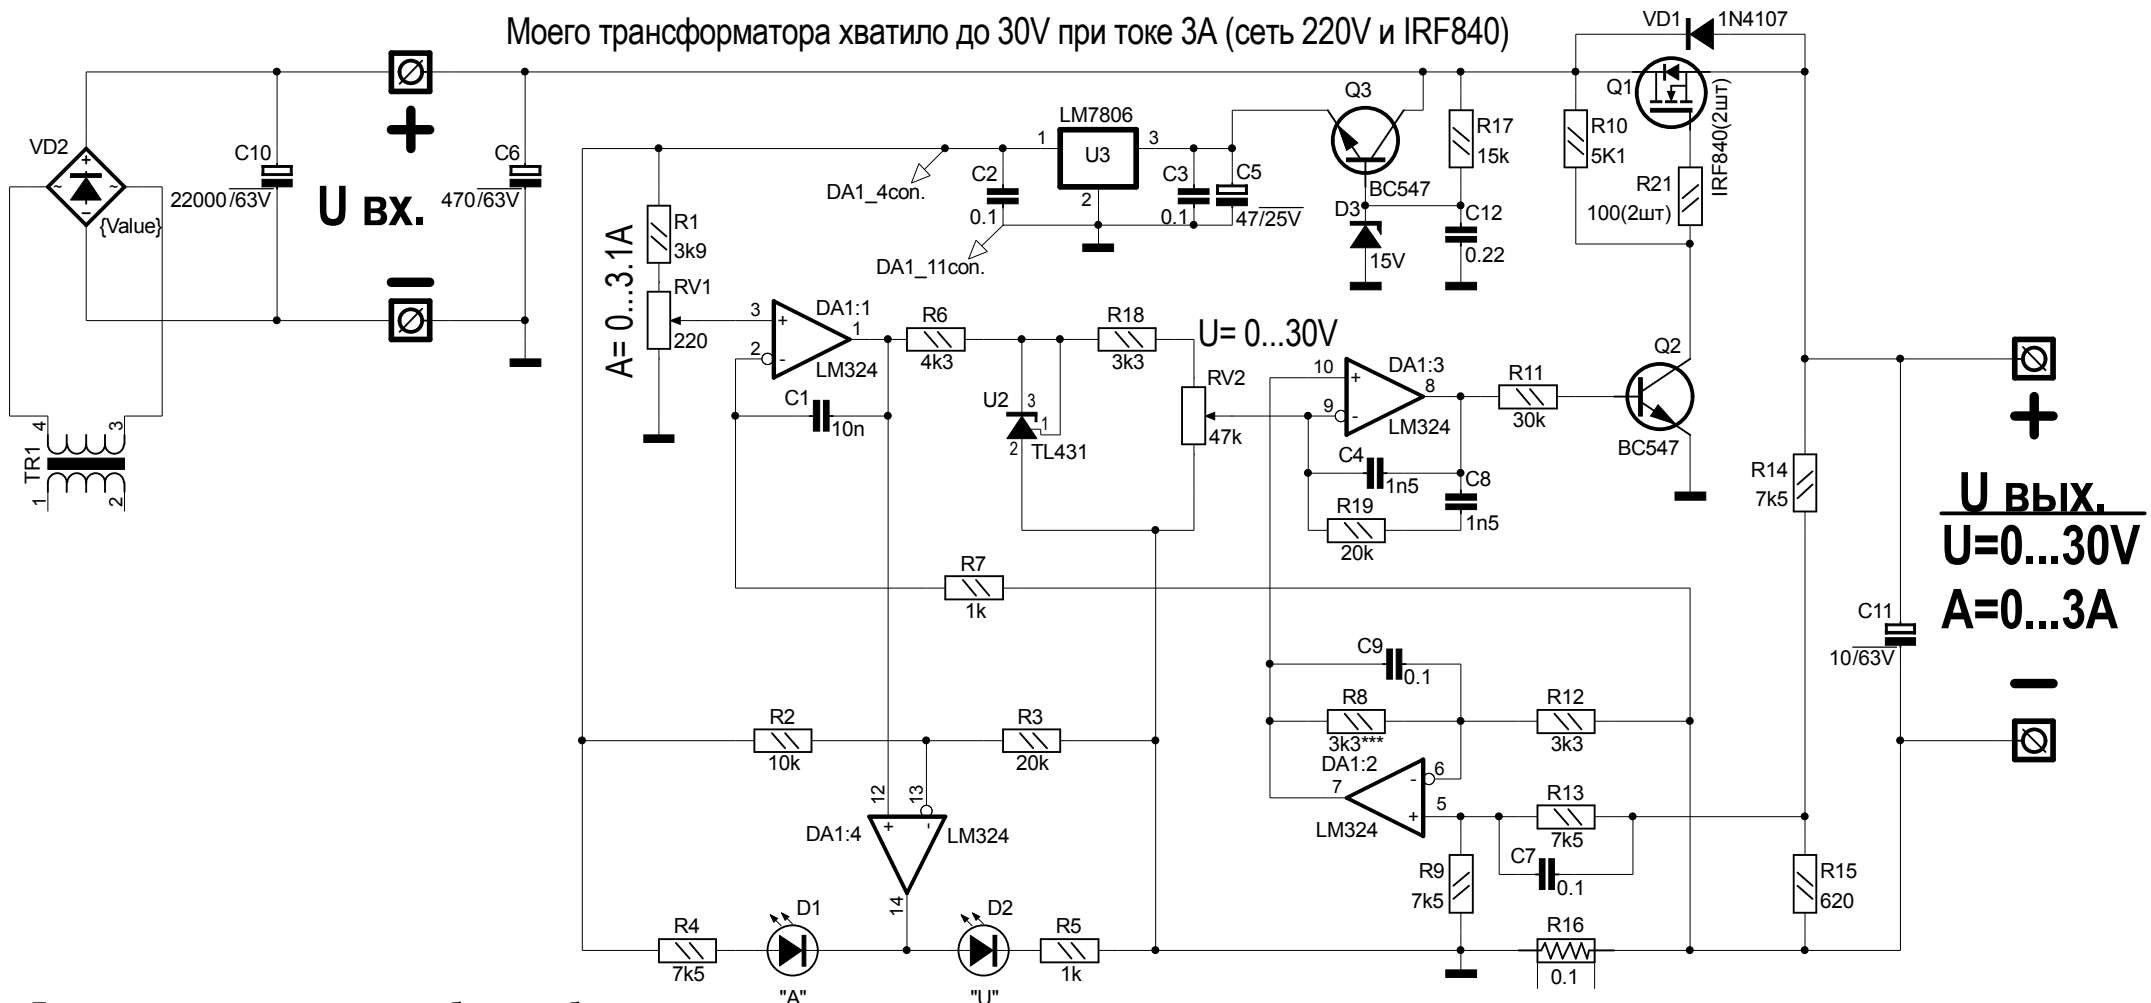 Моего трансформатора хватило до 30V при токе 3А (сеть 220V и IRF840)
VD1
1N4107
Q1
IRF840(2шт)
R10
5K1
R21
100(2шт)
Q3
BC547
R17
15k
D3
15V
C12
0.22
LM7806
U3
1
3
2
C2
0.1
C3
0.1
C5
47/25V
DA1_4con.
DA1_11con.
VD2
{Value}
+
~
~
-
C10
22000/63V
+
U вх.
C6
470/63V
TR1
4
3
1
2
A= 0...3.1A
R1
3k9
RV1
220
3
2
+
-
DA1:1
1
LM324
C1
10n
R6
4k3
R18
3k3
U= 0...30V
U2
3
1
2
TL431
RV2
47k
10
9
+
-
DA1:3
8
LM324
C4
1n5
C8
1n5
R19
20k
R11
30k
Q2
BC547
R14
7k5
+
U вых.
U=0...30V
A=0...3A
C11
10/63V
R7
1k
C9
0.1
R8
3k3***
R12
3k3
DA1:2
7
6
5
-
+
LM324
R13
7k5
C7
0.1
R9
7k5
R15
620
R16
0.1
R2
10k
R3
20k
12
13
+
-
DA1:4
LM324
14
R4
7k5
D1
"A"
D2
"U"
R5
1k